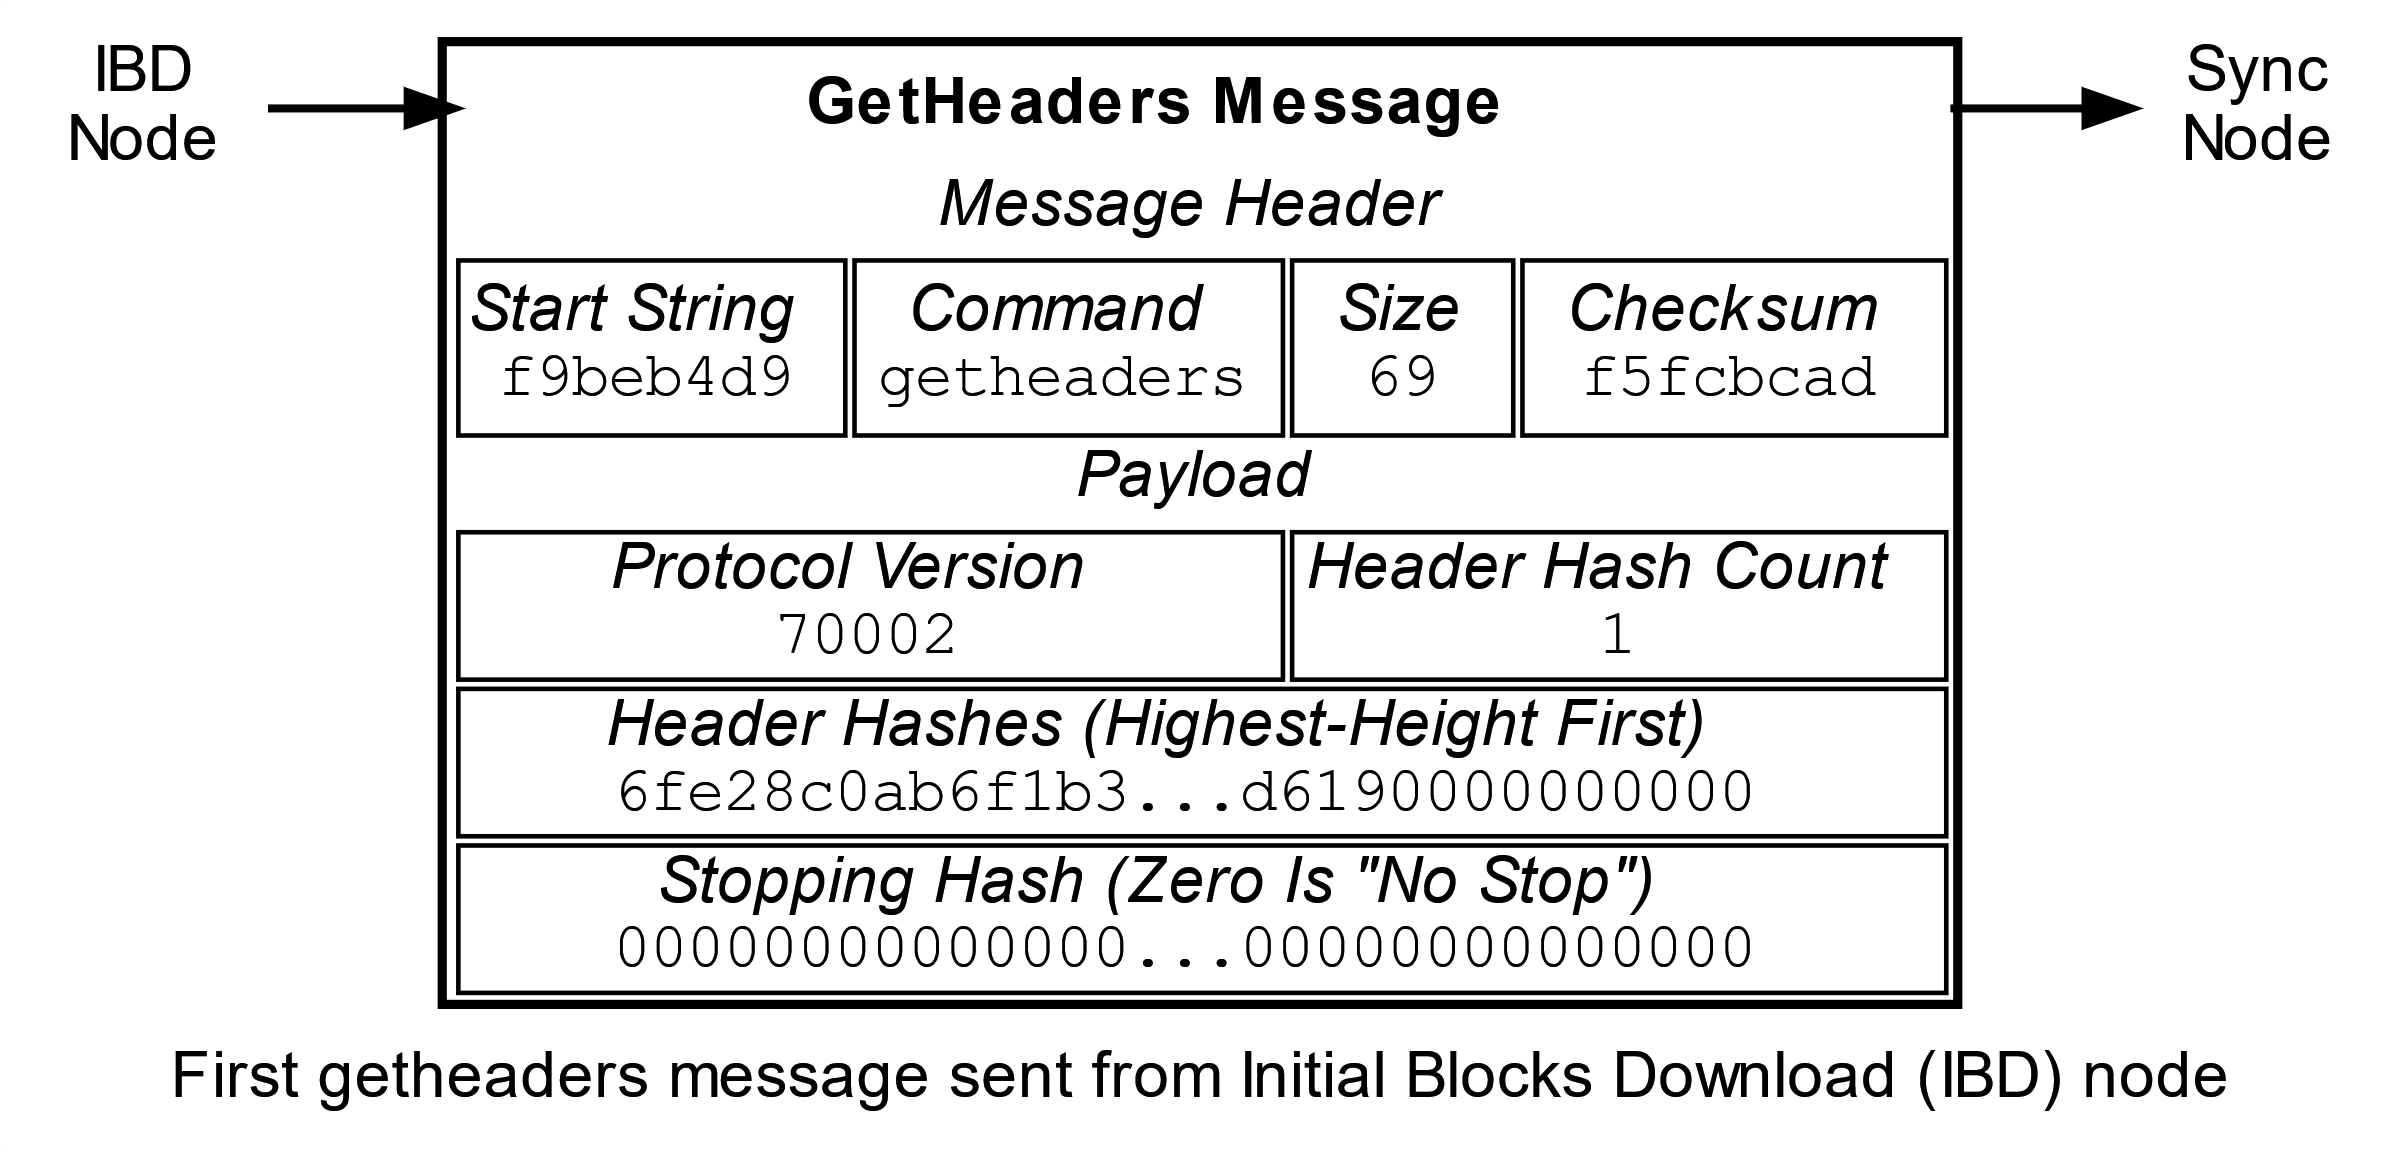 IBD
Node
GetHeaders Message
Sync
Node
Message Header
Start String
f9beb4d9
Command
getheaders
Size
69
Checksum
f5fcbcad
Payload
Protocol Version
70002
Header Hash Count
1
Header Hashes (Highest-Height First)
6fe28c0ab6f1b3...d6190000000000
Stopping Hash (Zero Is "No Stop")
00000000000000...00000000000000
First getheaders message sent from Initial Blocks Download (IBD) node